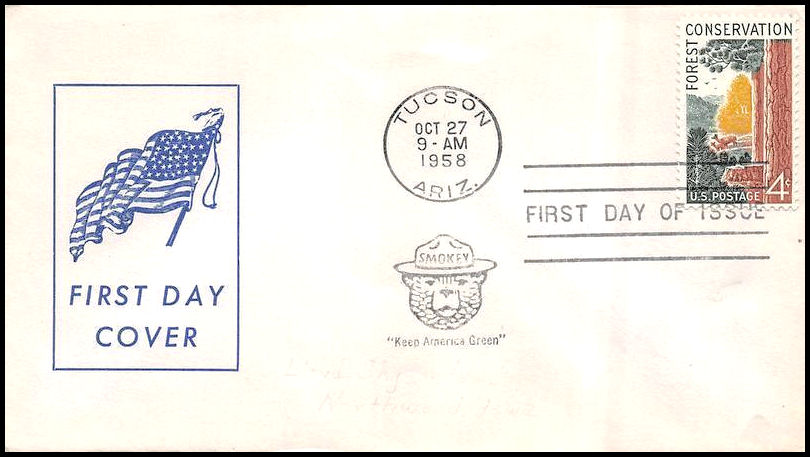 FOREST CONSERVATION
U.S. POSTAGE 4¢
TUCSON
OCT 27
9 - AM
1958
ARIZ.
FIRST DAY OF ISSUE
SMOKEY
"Keep America Green"
FIRST DAY
COVER